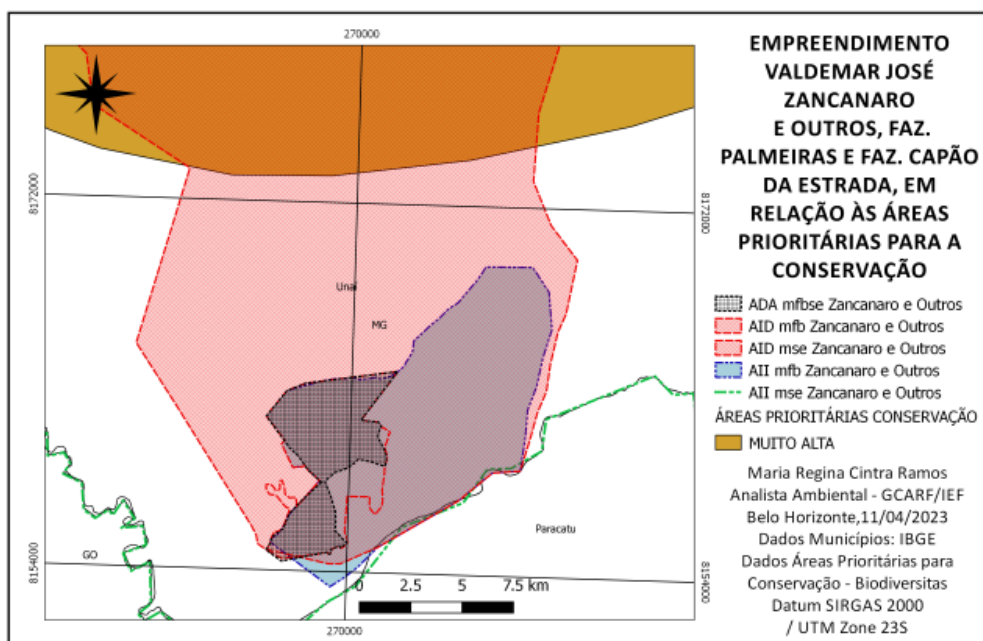 EMPREENDIMENTO
VALDEMAR JOSÉ
ZANCANARO
E OUTROS, FAZ.
PALMEIRAS E FAZ. CAPÃO
DA ESTRADA, EM
RELAÇÃO ÀS ÁREAS
PRIORITÁRIAS PARA A
CONSERVAÇÃO
ADA mfbse Zancanaro e Outros
AID mfb Zancanaro e Outros
AID mse Zancanaro e Outros
AII mfb Zancanaro e Outros
AII mse Zancanaro e Outros
ÁREAS PRIORITÁRIAS CONSERVAÇÃO
MUITO ALTA
Maria Regina Cintra Ramos
Analista Ambiental - GCARF/IEF
Belo Horizonte,11/04/2023
Dados Municípios: IBGE
Dados Áreas Prioritárias para
Conservação - Biodiversitas
Datum SIRGAS 2000
/ UTM Zone 23S
270000
8172000
8172000
Unaí
MG
Paracatu
GO
8154000
8154000
0 2.5 5 7.5 km
270000